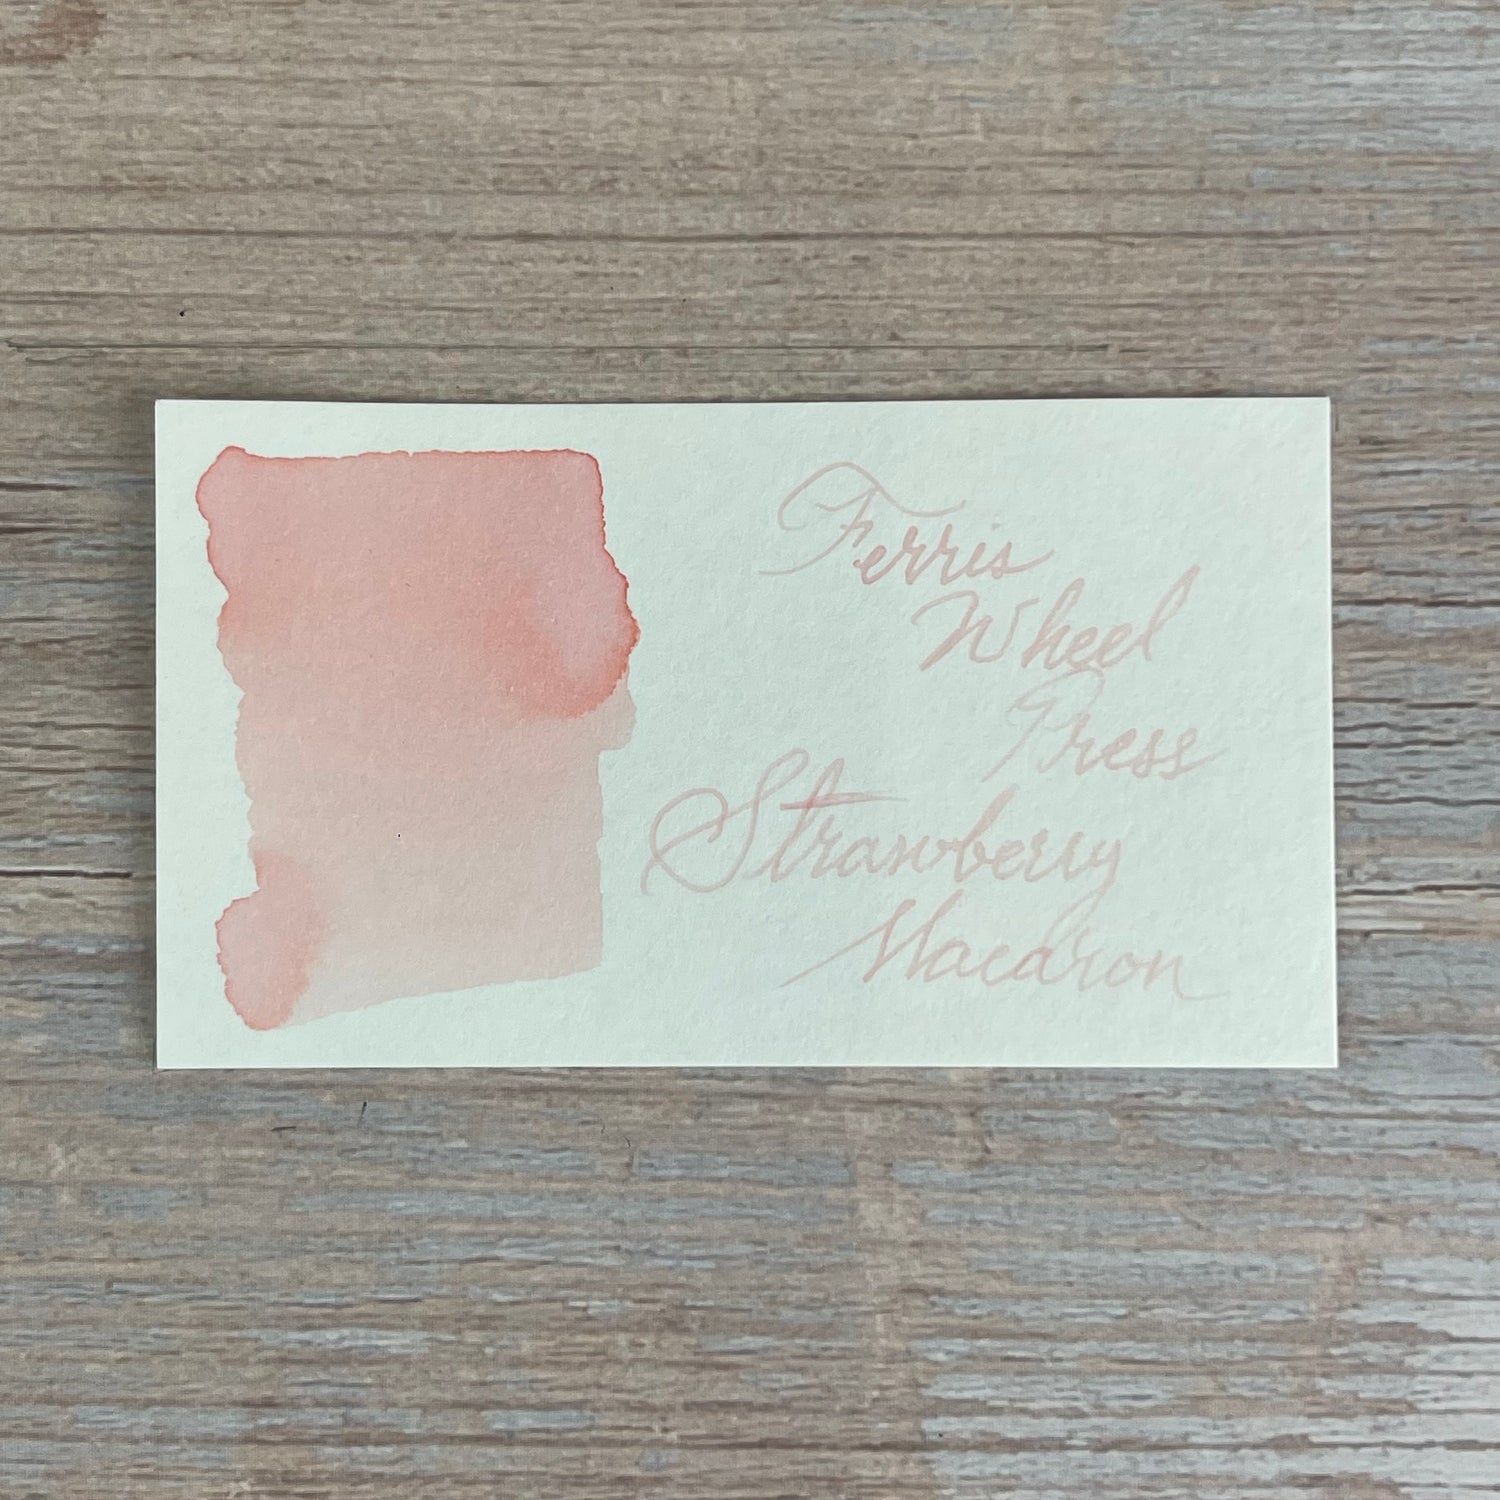 Ferris
Wheel
Press
Strawberry
Macaron